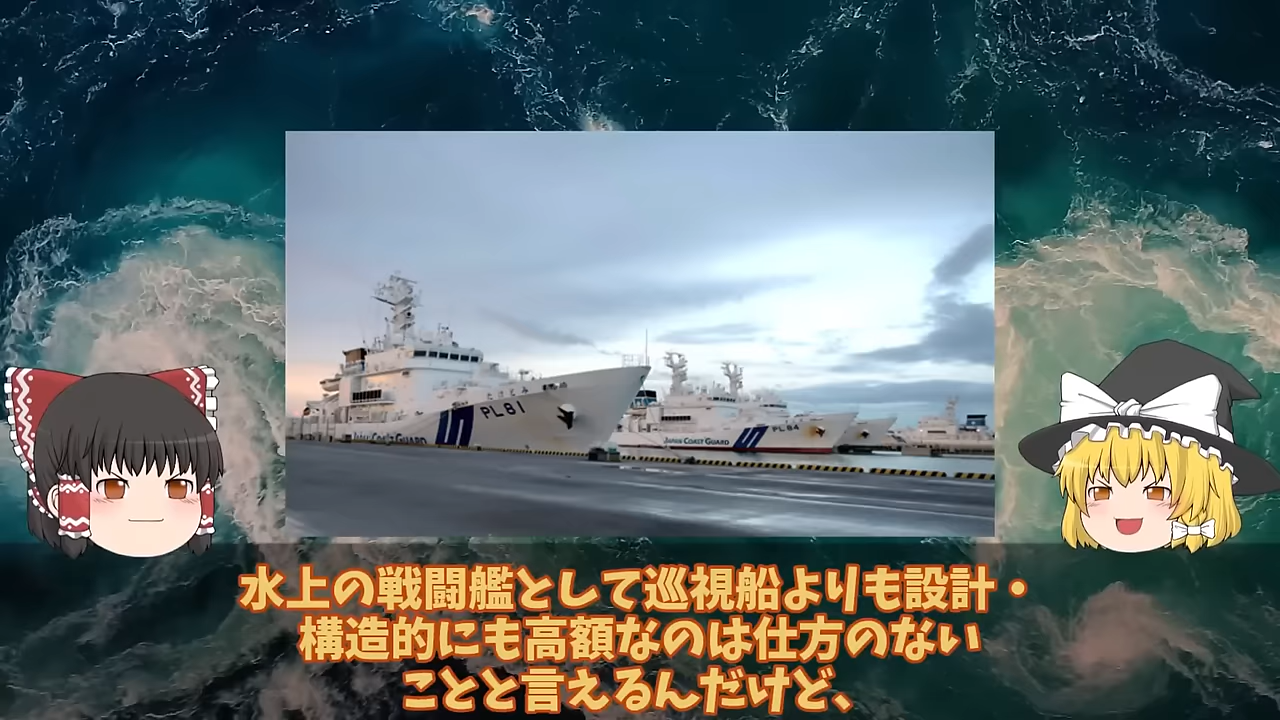 PL81
Japan Coast Guard
PL84
Japan Coast Guard
水上の戦闘艦として巡視船よりも設計・
構造的にも高額なのは仕方のない
ことと言えるんだけど、